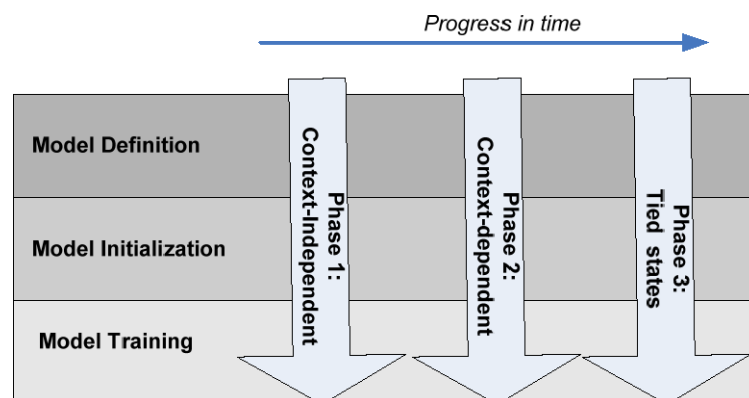 Progress in time
Model Definition
Model Initialization
Model Training
Phase 1:
Context-Independent
Phase 2:
Context-dependent
Phase 3:
Tied states